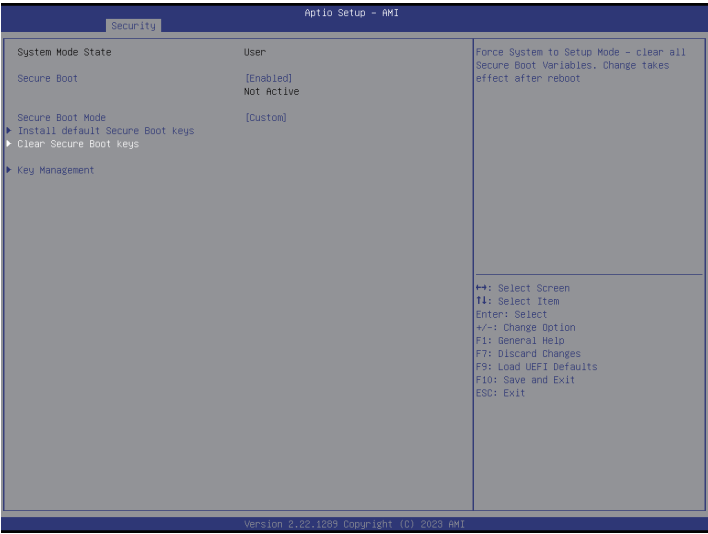 Aptio Setup - AMI
Security
System Mode State User
Secure Boot [Enabled]
Not Active
Secure Boot Mode [Custom]
Install default Secure Boot keys
Clear Secure Boot keys
Key Management
Force System to Setup Mode - clear all
Secure Boot Variables. Change takes
effect after reboot
↔: Select Screen
↑↓: Select Item
Enter: Select
+/-: Change Option
F1: General Help
F7: Discard Changes
F9: Load UEFI Defaults
F10: Save and Exit
ESC: Exit
Version 2.22.1289 Copyright (C) 2023 AMI